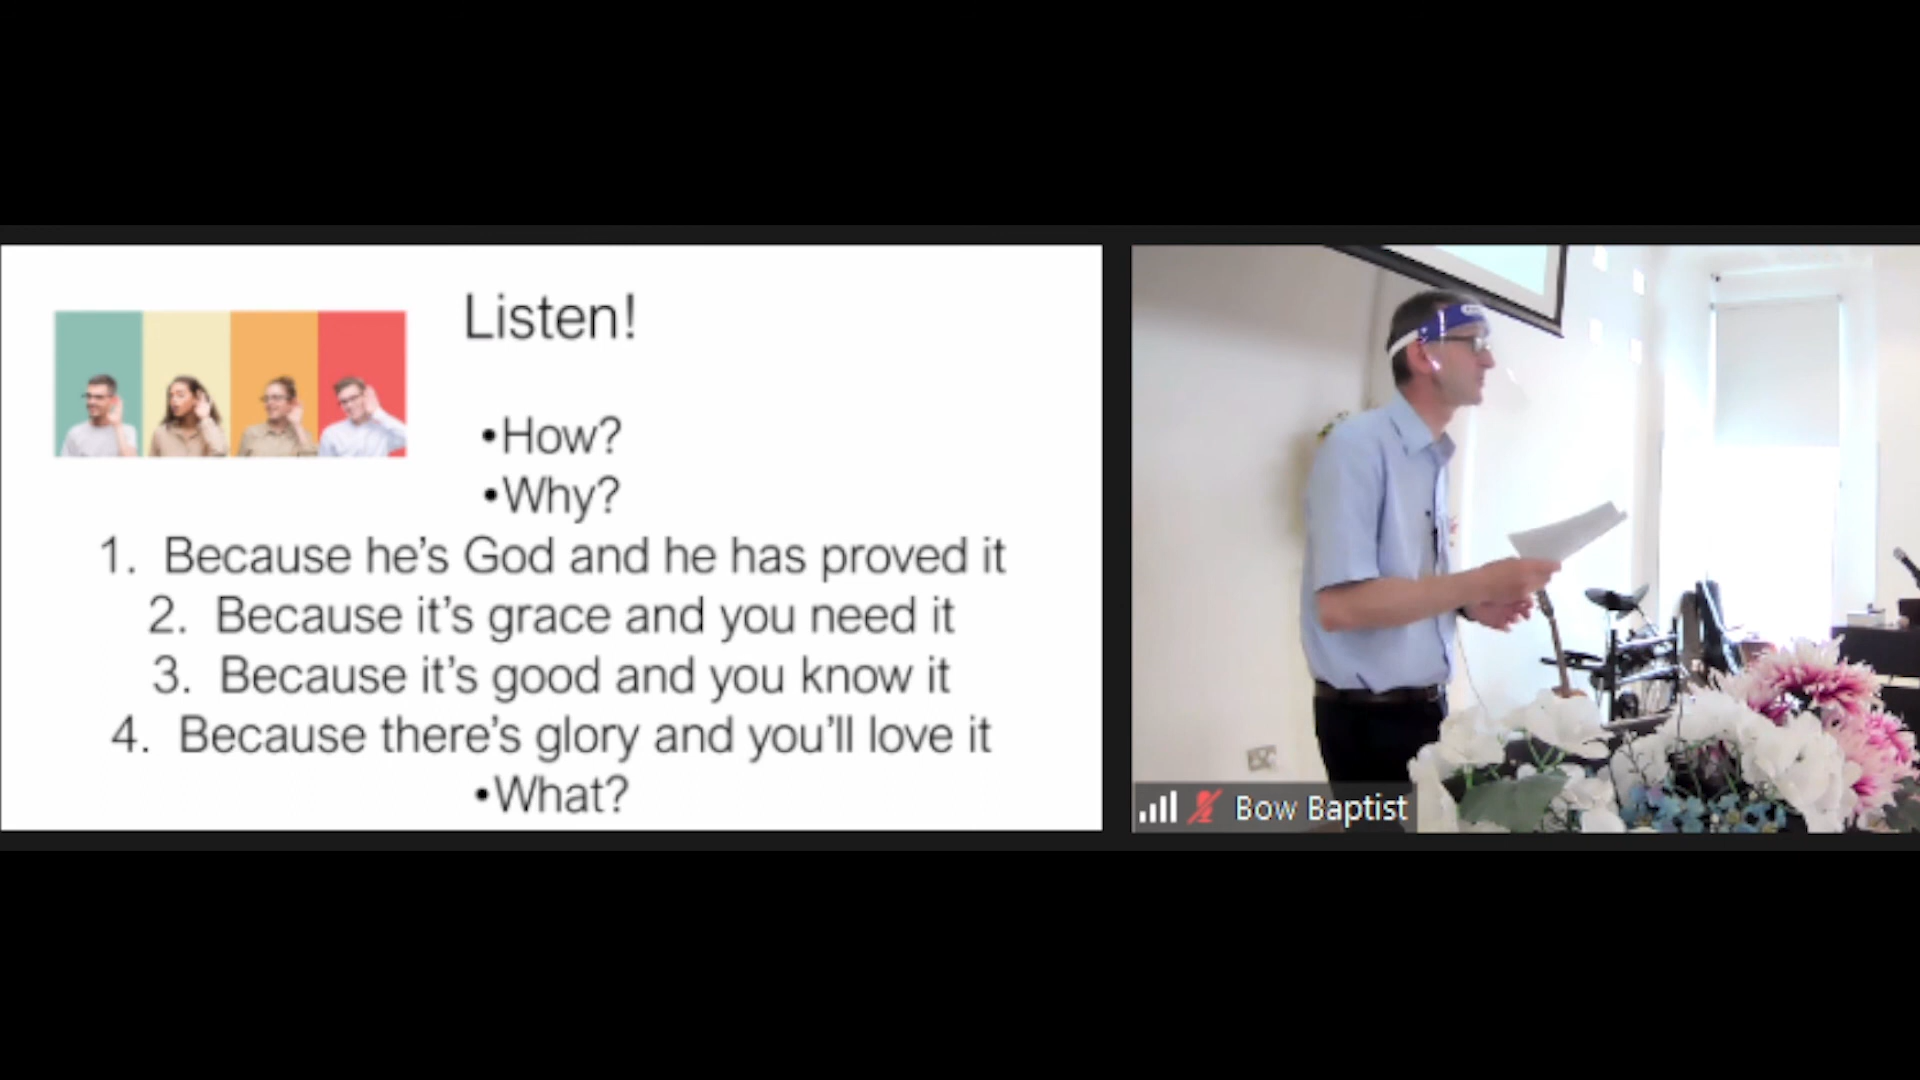 Listen!
•How?
•Why?
1. Because he's God and he has proved it
2. Because it's grace and you need it
3. Because it's good and you know it
4. Because there's glory and you'll love it
•What?
Bow Baptist